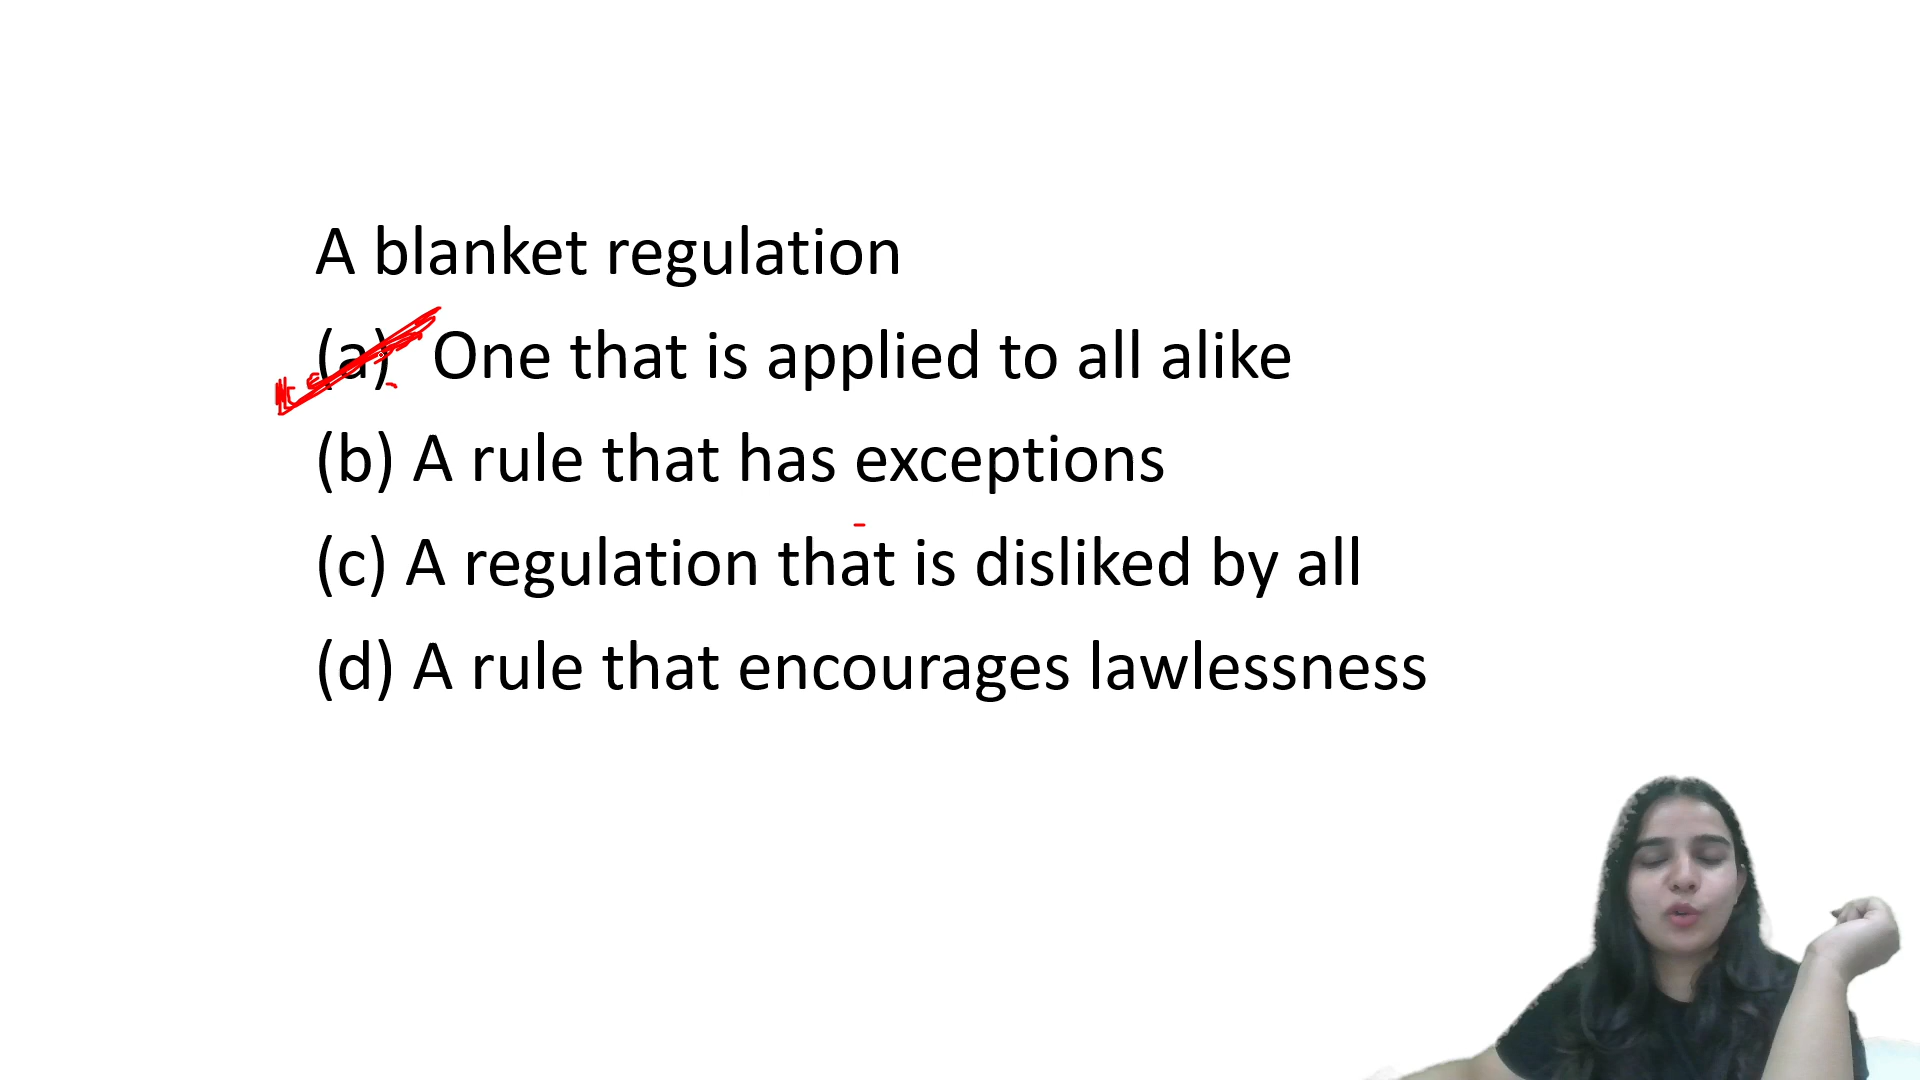 A blanket regulation
(a) One that is applied to all alike
(b) A rule that has exceptions
(c) A regulation that is disliked by all
(d) A rule that encourages lawlessness